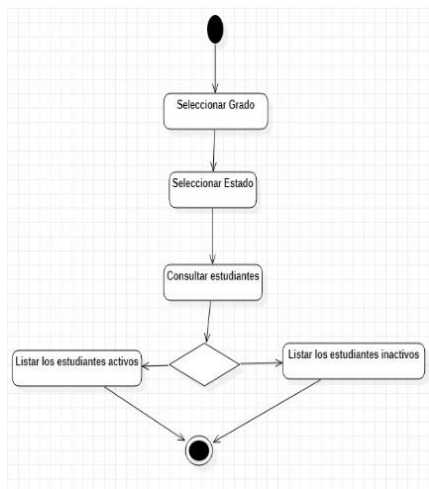 Seleccionar Grado
Seleccionar Estado
Consultar estudiantes
Listar los estudiantes activos
Listar los estudiantes inactivos